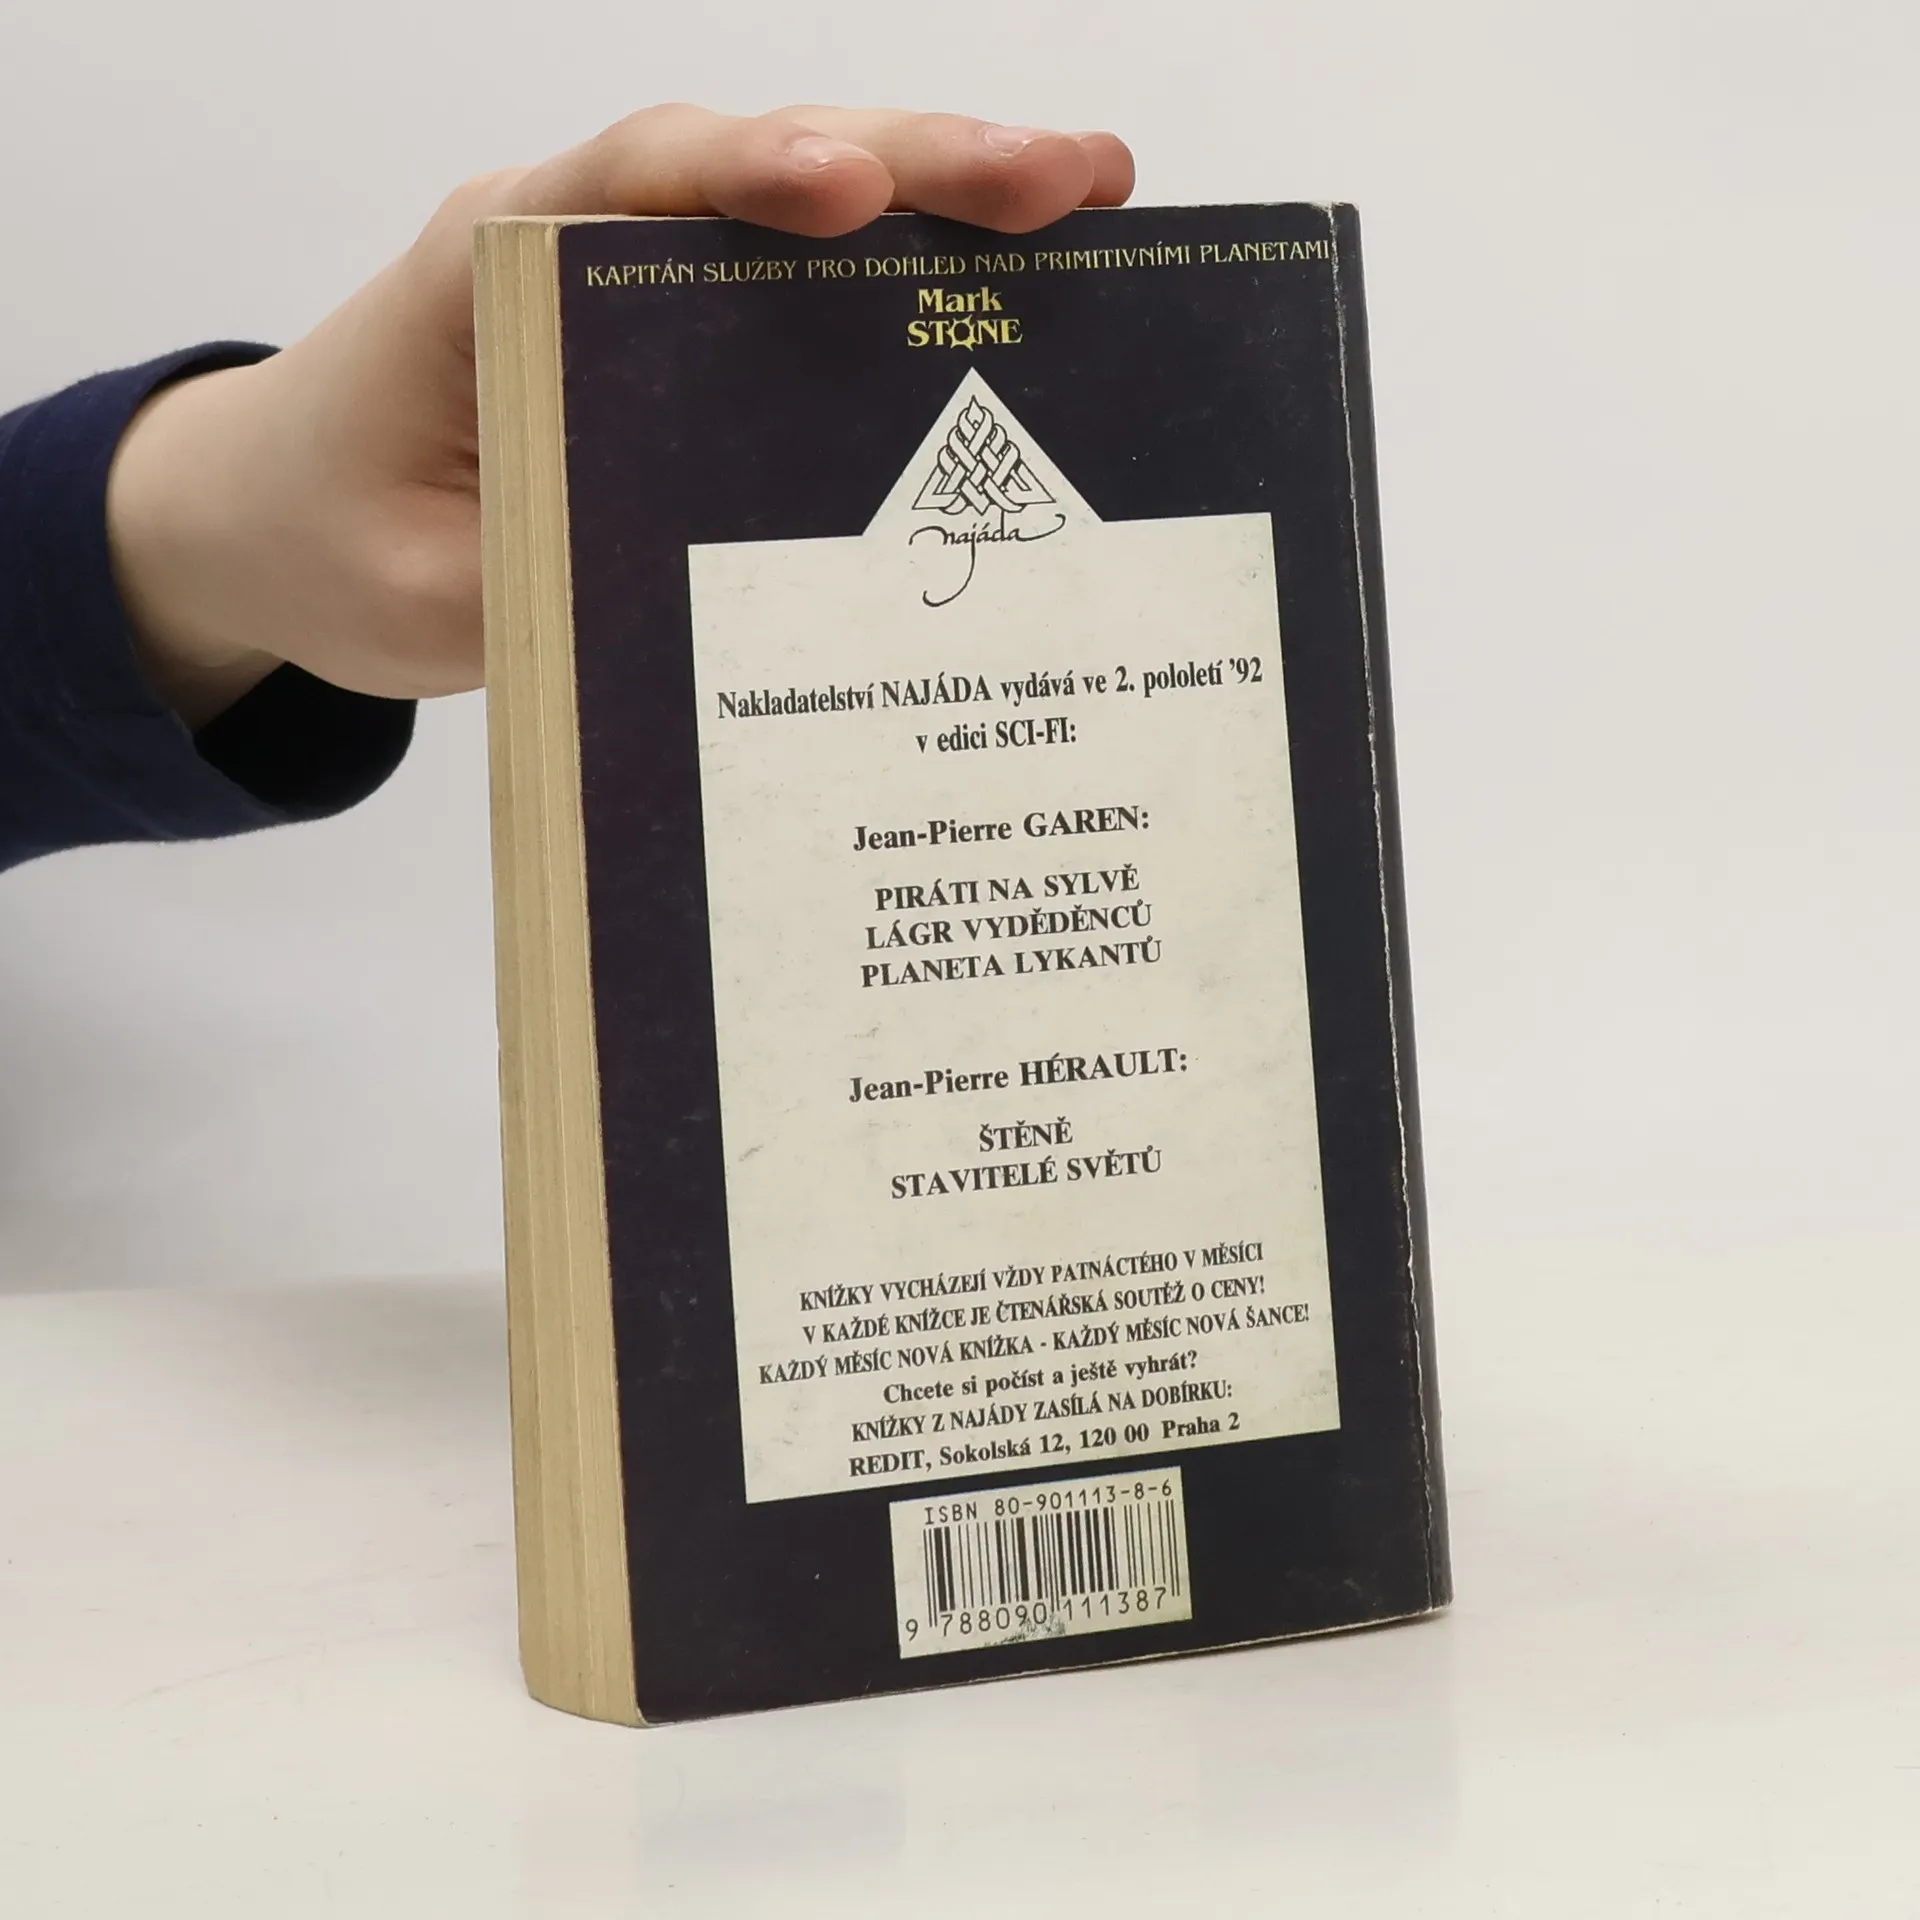 KAPITÁN SLUŽBY PRO DOHLED NAD PRIMITIVNÍMI PLANETAMI
Mark
STONE
najáda
Nakladatelství NAJÁDA vydává ve 2. pololetí ’92
v edici SCI-FI:
Jean-Pierre GAREN:
PIRÁTI NA SYLVĚ
LÁGR VYDĚDĚNCŮ
PLANETA LYKANTŮ
Jean-Pierre HÉRAULT:
ŠTĚNĚ
STAVITELÉ SVĚTŮ
KNÍŽKY VYCHÁZEJÍ VŽDY PATNÁCTÉHO V MĚSÍCI
V KAŽDÉ KNÍŽCE JE ČTENÁŘSKÁ SOUTĚŽ O CENY!
KAŽDÝ MĚSÍC NOVÁ KNÍŽKA - KAŽDÝ MĚSÍC NOVÁ ŠANCE!
Chcete si počíst a ještě vyhrát?
KNÍŽKY Z NAJÁDY ZASÍLÁ NA DOBÍRKU:
REDIT, Sokolská 12, 120 00 Praha 2
ISBN 80-901113-8-6
9 788090 111387